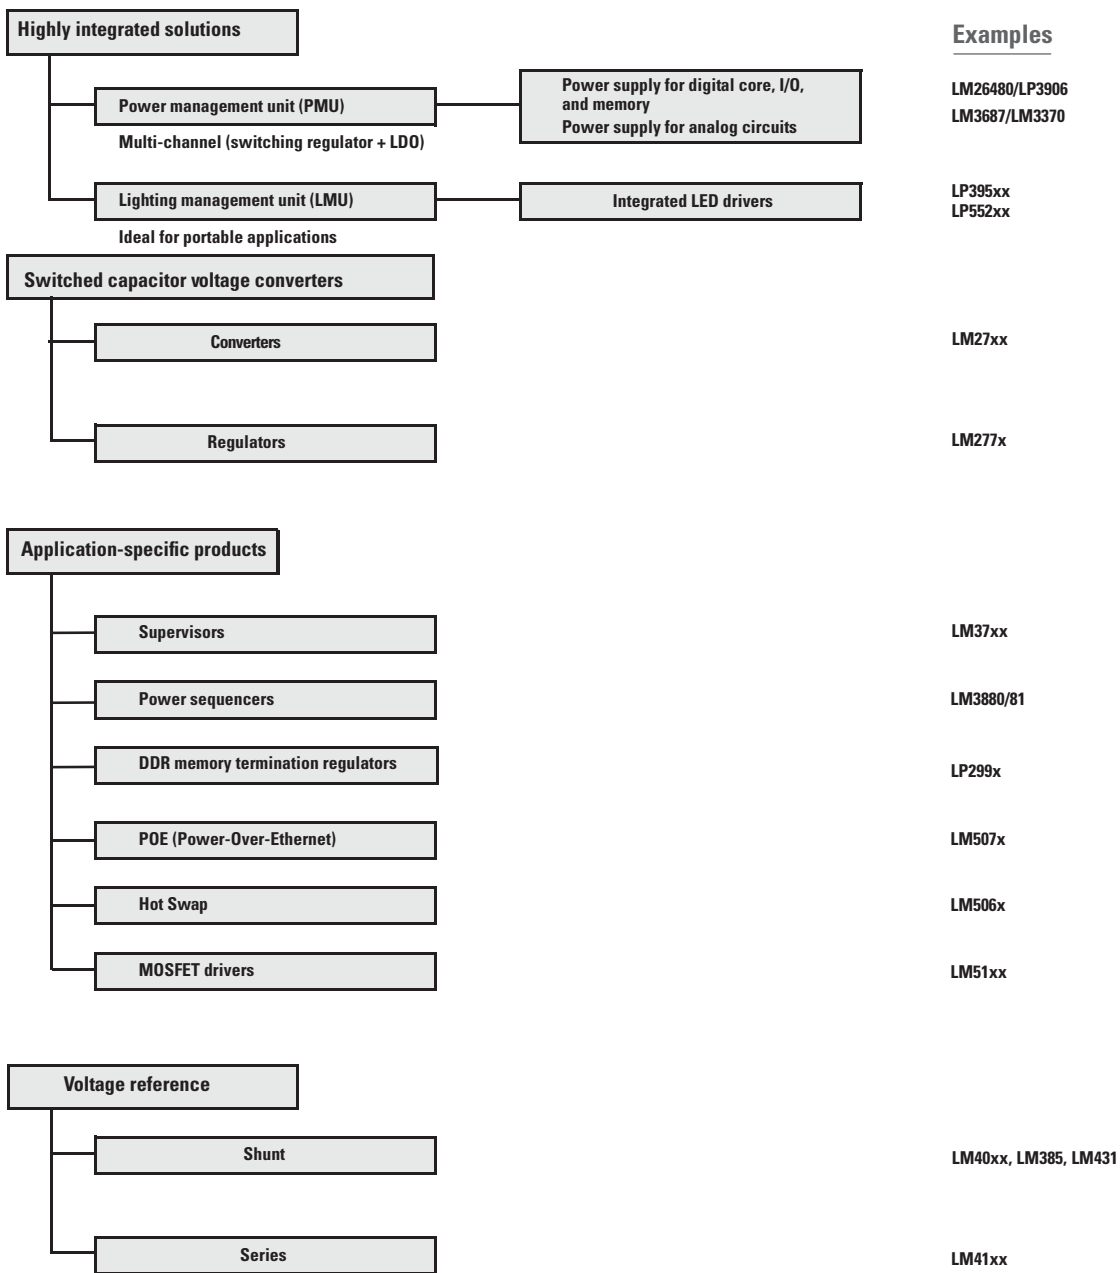 Highly integrated solutions
Examples
Power management unit (PMU)
Power supply for digital core, I/O,
and memory
Power supply for analog circuits
LM26480/LP3906
LM3687/LM3370
Multi-channel (switching regulator + LDO)
Lighting management unit (LMU)
Integrated LED drivers
LP395xx
LP552xx
Ideal for portable applications
Switched capacitor voltage converters
Converters
LM27xx
Regulators
LM277x
Application-specific products
Supervisors
LM37xx
Power sequencers
LM3880/81
DDR memory termination regulators
LP299x
POE (Power-Over-Ethernet)
LM507x
Hot Swap
LM506x
MOSFET drivers
LM51xx
Voltage reference
Shunt
LM40xx, LM385, LM431
Series
LM41xx